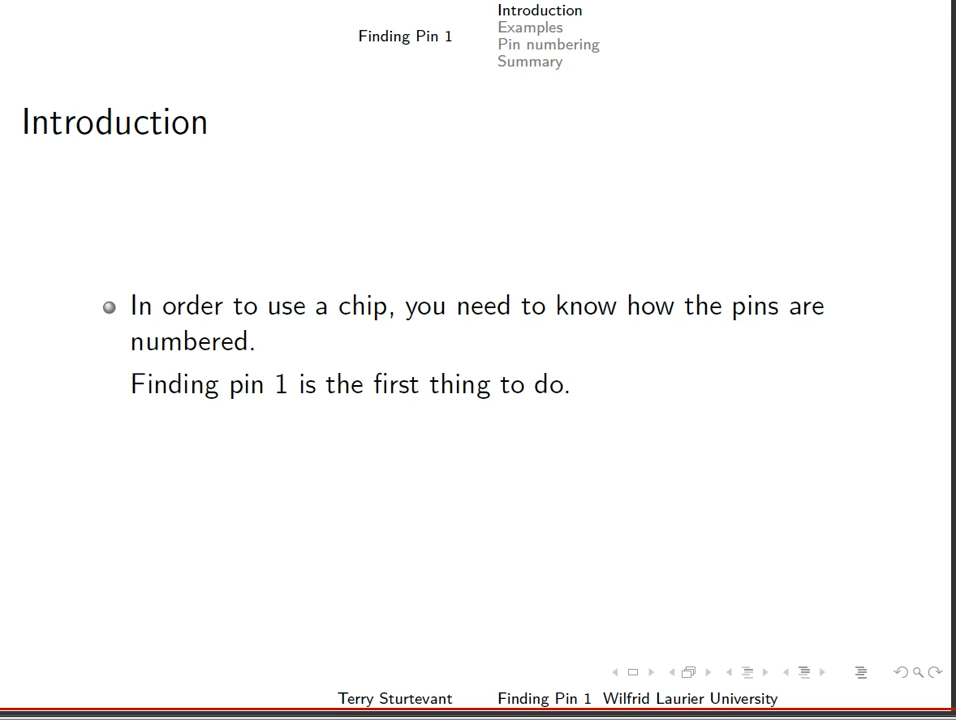 Finding Pin 1
Introduction
Examples
Pin numbering
Summary
Introduction
In order to use a chip, you need to know how the pins are
numbered.
Finding pin 1 is the first thing to do.
Terry Sturtevant Finding Pin 1 Wilfrid Laurier University